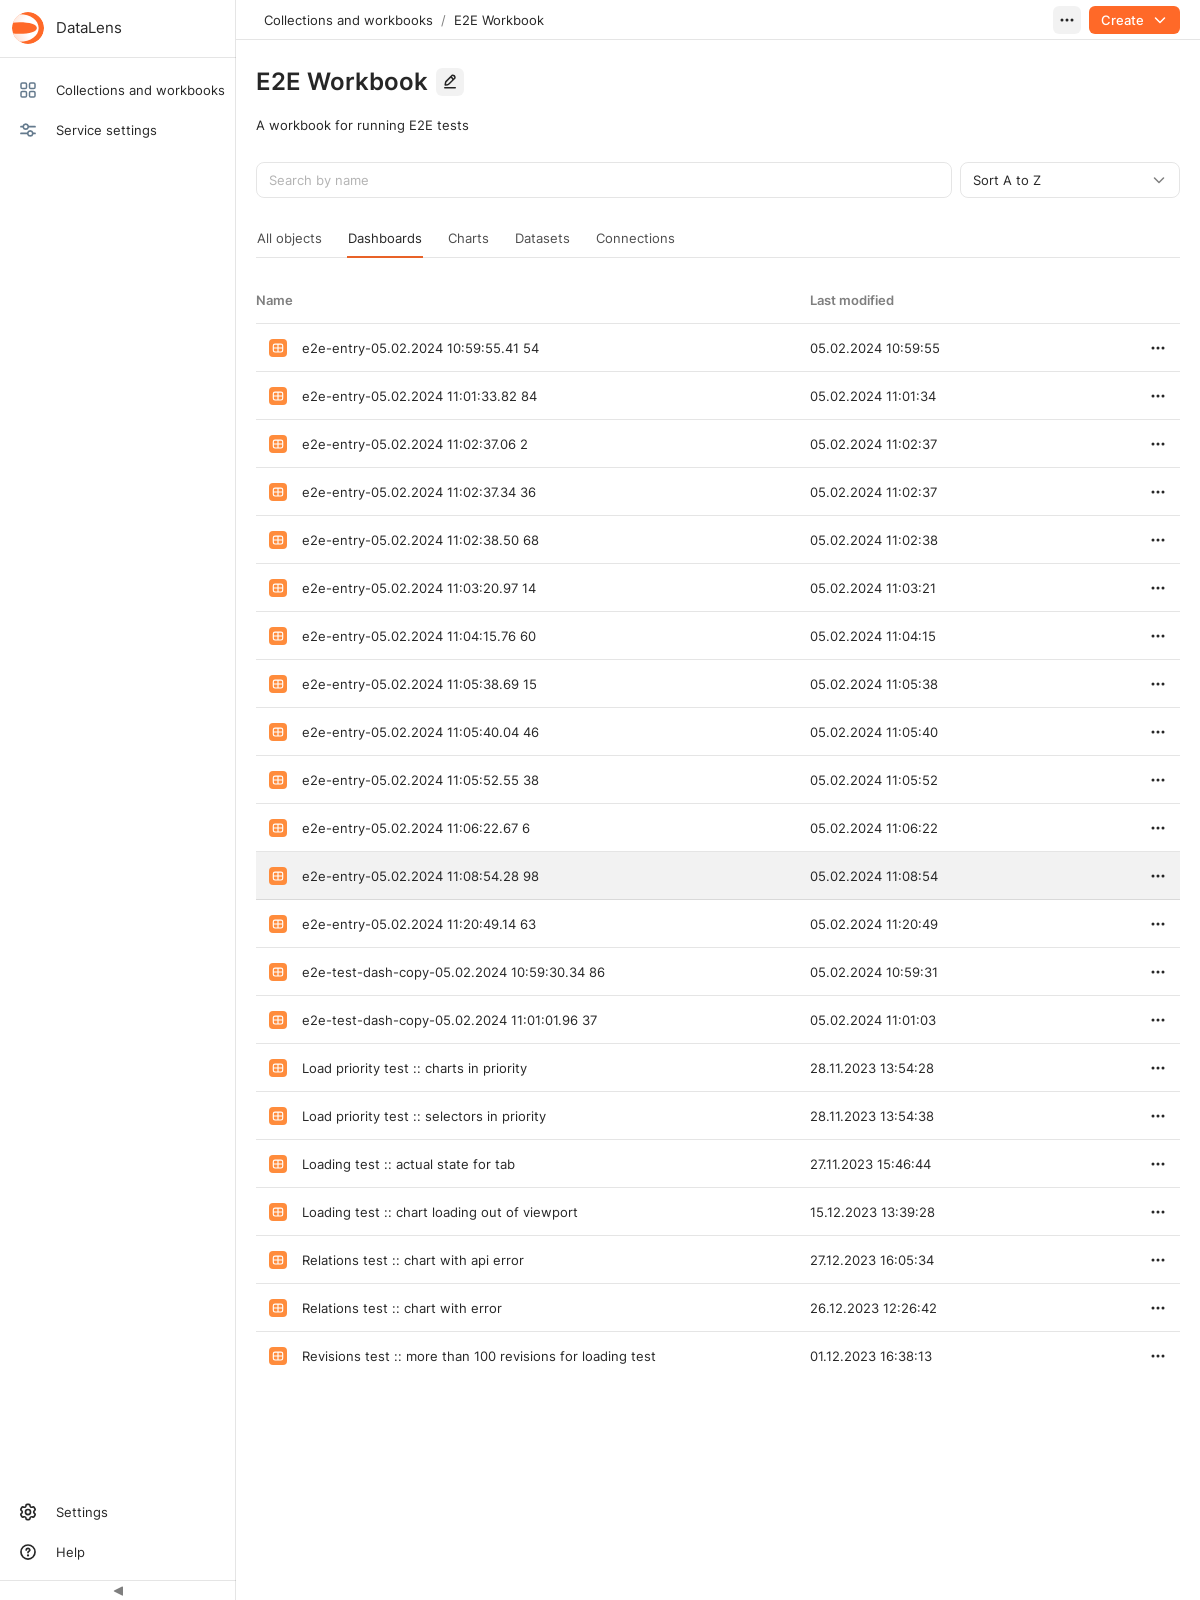 DataLens
Collections and workbooks
Service settings
Collections and workbooks / E2E Workbook
Create
E2E Workbook
A workbook for running E2E tests
Search by name
Sort A to Z
All objects Dashboards Charts Datasets Connections
Name Last modified
e2e-entry-05.02.2024 10:59:55.41 54 05.02.2024 10:59:55
e2e-entry-05.02.2024 11:01:33.82 84 05.02.2024 11:01:34
e2e-entry-05.02.2024 11:02:37.06 2 05.02.2024 11:02:37
e2e-entry-05.02.2024 11:02:37.34 36 05.02.2024 11:02:37
e2e-entry-05.02.2024 11:02:38.50 68 05.02.2024 11:02:38
e2e-entry-05.02.2024 11:03:20.97 14 05.02.2024 11:03:21
e2e-entry-05.02.2024 11:04:15.76 60 05.02.2024 11:04:15
e2e-entry-05.02.2024 11:05:38.69 15 05.02.2024 11:05:38
e2e-entry-05.02.2024 11:05:40.04 46 05.02.2024 11:05:40
e2e-entry-05.02.2024 11:05:52.55 38 05.02.2024 11:05:52
e2e-entry-05.02.2024 11:06:22.67 6 05.02.2024 11:06:22
e2e-entry-05.02.2024 11:08:54.28 98 05.02.2024 11:08:54
e2e-entry-05.02.2024 11:20:49.14 63 05.02.2024 11:20:49
e2e-test-dash-copy-05.02.2024 10:59:30.34 86 05.02.2024 10:59:31
e2e-test-dash-copy-05.02.2024 11:01:01.96 37 05.02.2024 11:01:03
Load priority test :: charts in priority 28.11.2023 13:54:28
Load priority test :: selectors in priority 28.11.2023 13:54:38
Loading test :: actual state for tab 27.11.2023 15:46:44
Loading test :: chart loading out of viewport 15.12.2023 13:39:28
Relations test :: chart with api error 27.12.2023 16:05:34
Relations test :: chart with error 26.12.2023 12:26:42
Revisions test :: more than 100 revisions for loading test 01.12.2023 16:38:13
Settings
Help